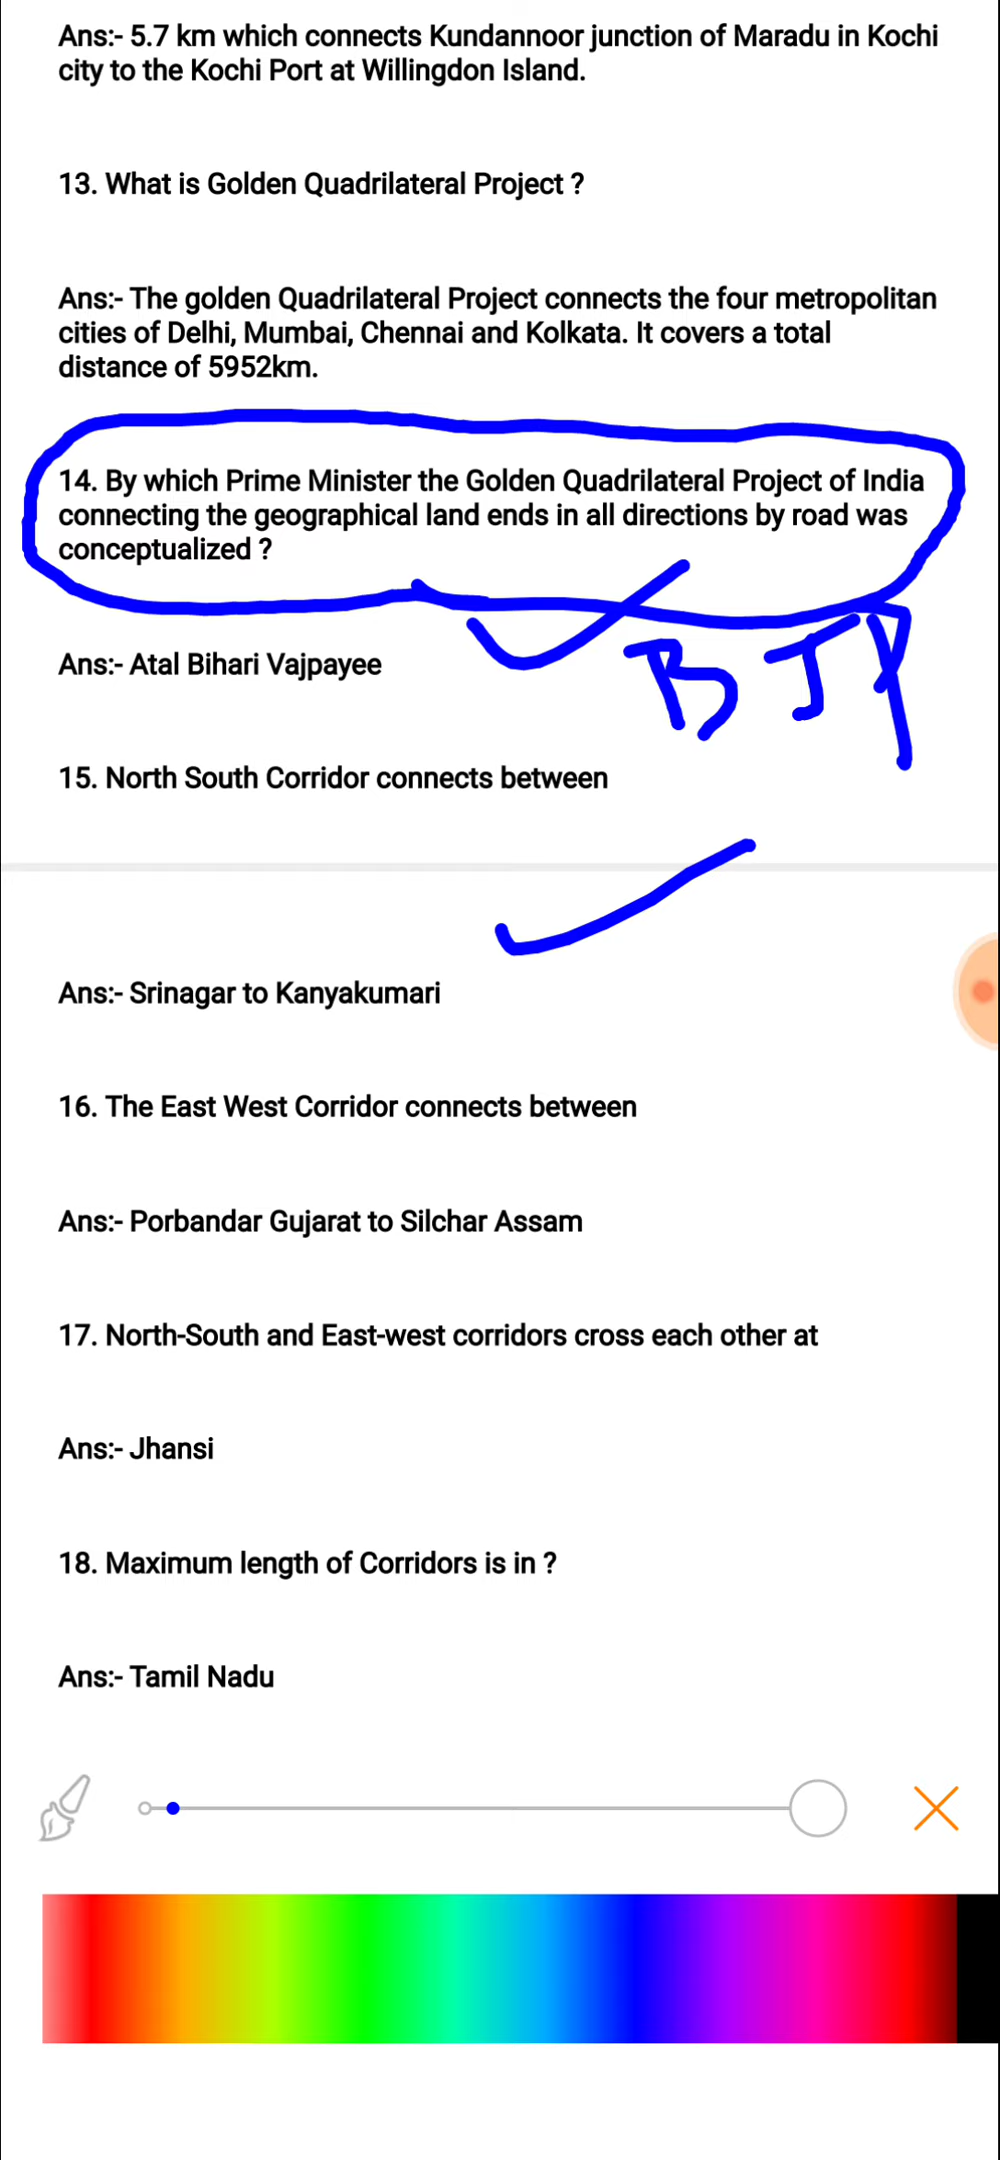 Ans:- 5.7 km which connects Kundannoor junction of Maradu in Kochi
city to the Kochi Port at Willingdon Island.
13. What is Golden Quadrilateral Project ?
Ans:- The golden Quadrilateral Project connects the four metropolitan
cities of Delhi, Mumbai, Chennai and Kolkata. It covers a total
distance of 5952km.
14. By which Prime Minister the Golden Quadrilateral Project of India
connecting the geographical land ends in all directions by road was
conceptualized ?
Ans:- Atal Bihari Vajpayee
BJP
15. North South Corridor connects between
Ans:- Srinagar to Kanyakumari
16. The East West Corridor connects between
Ans:- Porbandar Gujarat to Silchar Assam
17. North-South and East-west corridors cross each other at
Ans:- Jhansi
18. Maximum length of Corridors is in ?
Ans:- Tamil Nadu